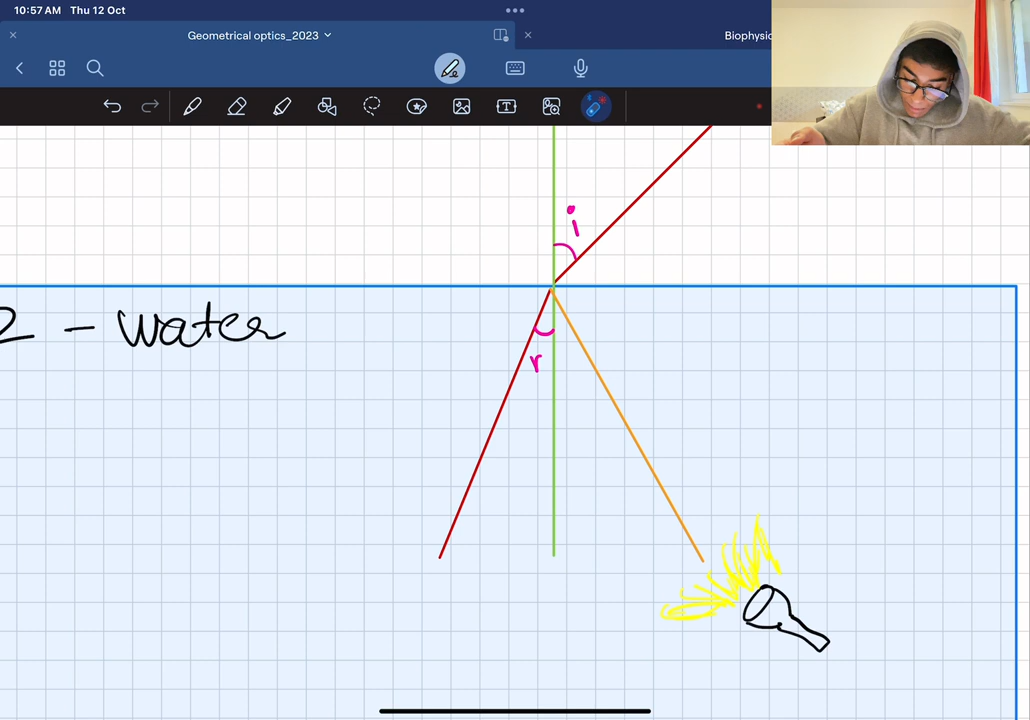 10:57 AM Thu 12 Oct
Geometrical optics_2023
Biophysic
i
2 - water
r